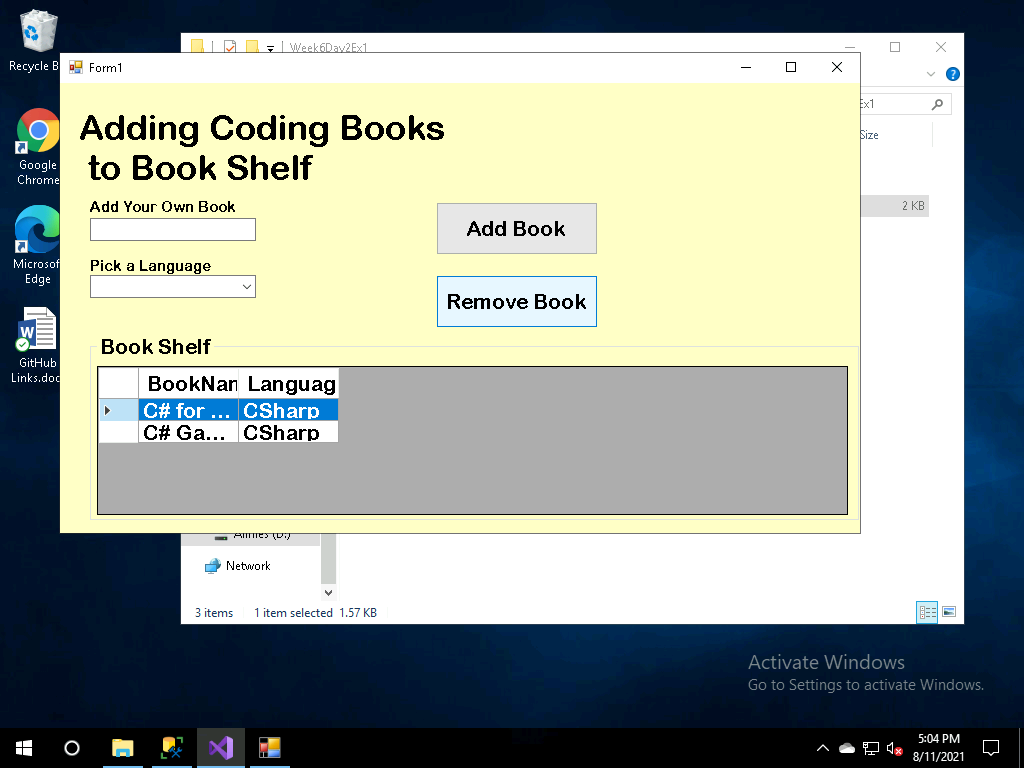 Recycle B
Week6Day2Ex1
Form1
Ex1
Adding Coding Books
to Book Shelf
Size
Google
Chrome
Add Your Own Book
2 KB
Add Book
Pick a Language
Microsof
Edge
Remove Book
Book Shelf
GitHub
Links.doc
BookNan Languag
C# for ... CSharp
C# Ga... CSharp
(D:)
Network
3 items 1 item selected 1.57 KB
Activate Windows
Go to Settings to activate Windows.
5:04 PM
8/11/2021